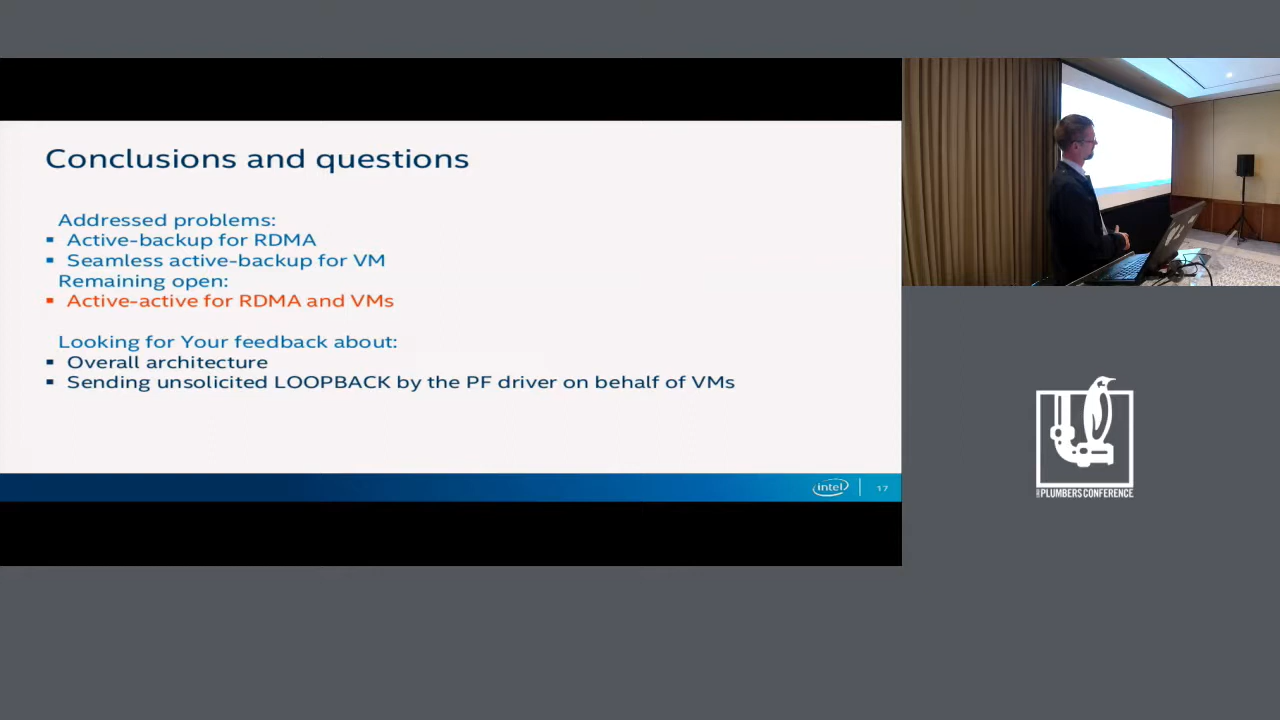 Conclusions and questions
Addressed problems:
▪ Active-backup for RDMA
▪ Seamless active-backup for VM
Remaining open:
▪ Active-active for RDMA and VMs
Looking for Your feedback about:
▪ Overall architecture
▪ Sending unsolicited LOOPBACK by the PF driver on behalf of VMs
intel
17
PLUMBERS CONFERENCE